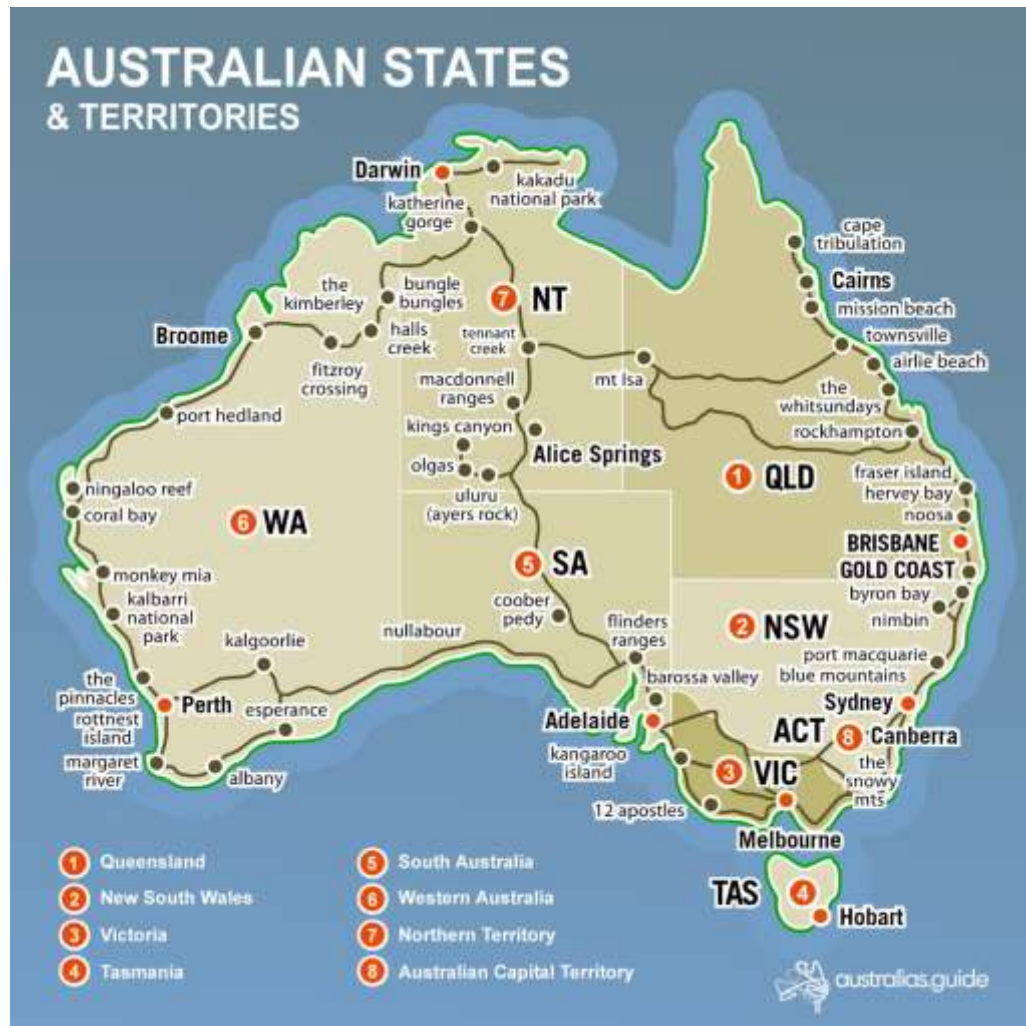 AUSTRALIAN STATES
& TERRITORIES
Darwin
kakadu
national park
katherine
gorge
cape
tribulation
Cairns
mission beach
townsville
airlie beach
the
whitsundays
rockhampton
the
kimberley
bungle
bungles
7
NT
Broome
halls
creek
fitzroy
crossing
tennant
creek
mt Isa
macdonnell
ranges
port hedland
kings canyon
Alice Springs
olgas
uluru
(ayers rock)
1
QLD
fraser island
hervey bay
noosa
BRISBANE
GOLD COAST
byron bay
nimbin
ningaloo reef
coral bay
6
WA
5
SA
monkey mia
kalbarri
national
park
coober
pedy
flinders
ranges
2
NSW
kalgoorlie
nullabour
port macquarie
blue mountains
the
pinnacles
Perth
rottnest
island
esperance
barossa valley
Sydney
Adelaide
ACT
8
Canberra
margaret
river
albany
kangaroo
island
3
VIC
the
snowy
mts
12 apostles
Melbourne
TAS
4
Hobart
1 Queensland
2 New South Wales
3 Victoria
4 Tasmania
5 South Australia
6 Western Australia
7 Northern Territory
8 Australian Capital Territory
australias.guide